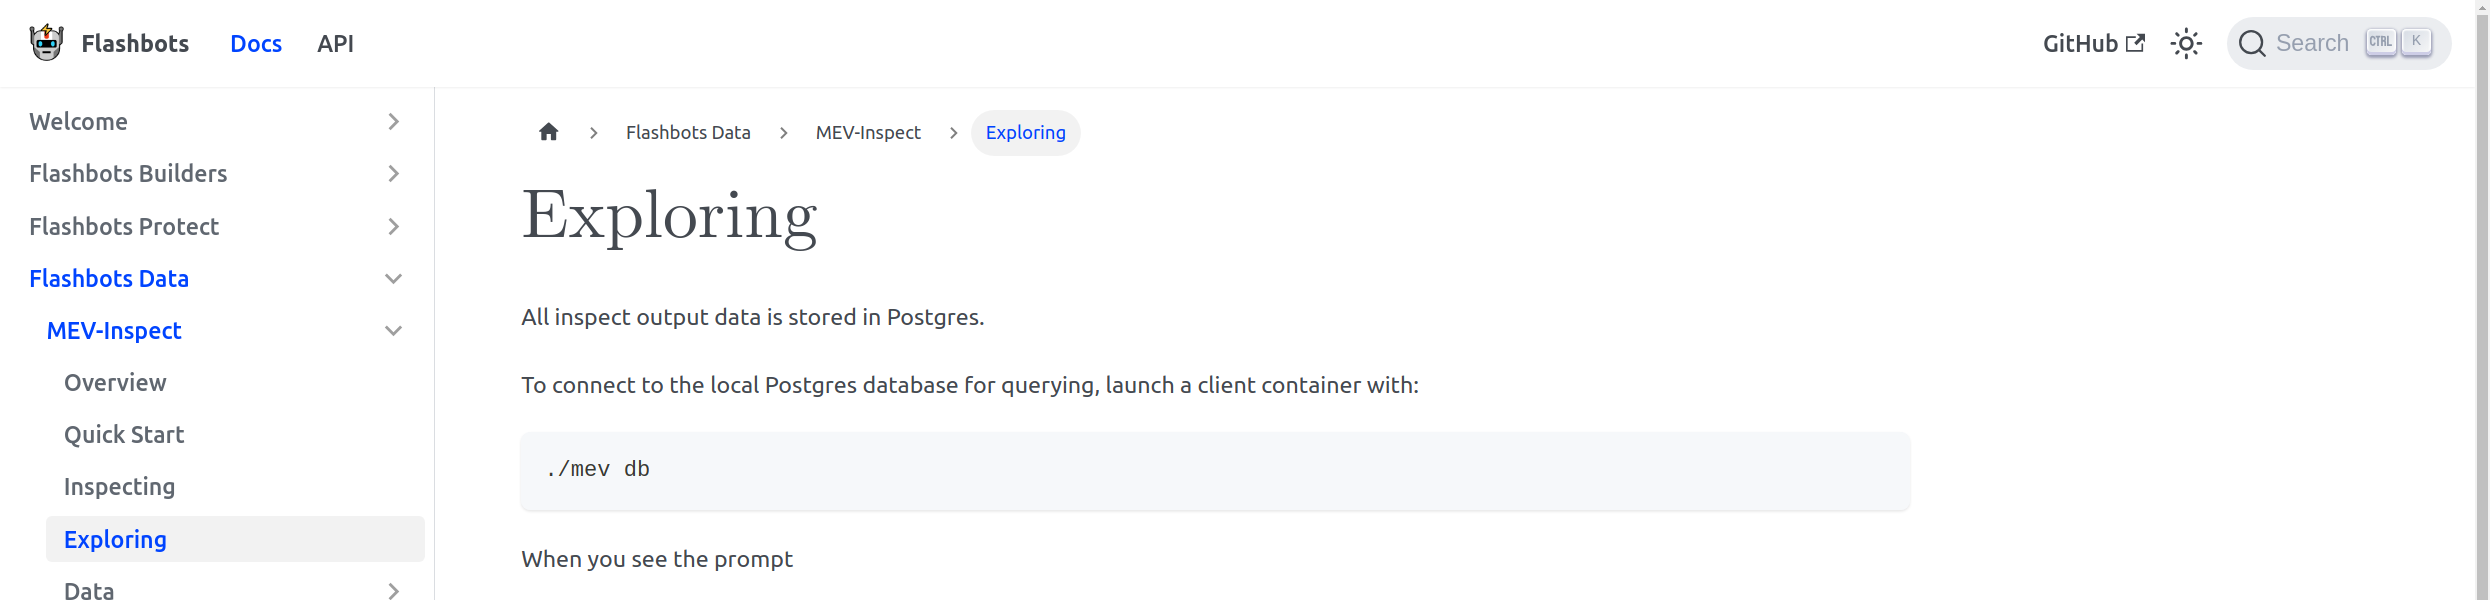 Flashbots Docs API GitHub Search CTRL K
Welcome
Flashbots Builders
Flashbots Protect
Flashbots Data
MEV-Inspect
Overview
Quick Start
Inspecting
Exploring
Data
Flashbots Data MEV-Inspect Exploring
Exploring
All inspect output data is stored in Postgres.
To connect to the local Postgres database for querying, launch a client container with:
./mev db
When you see the prompt